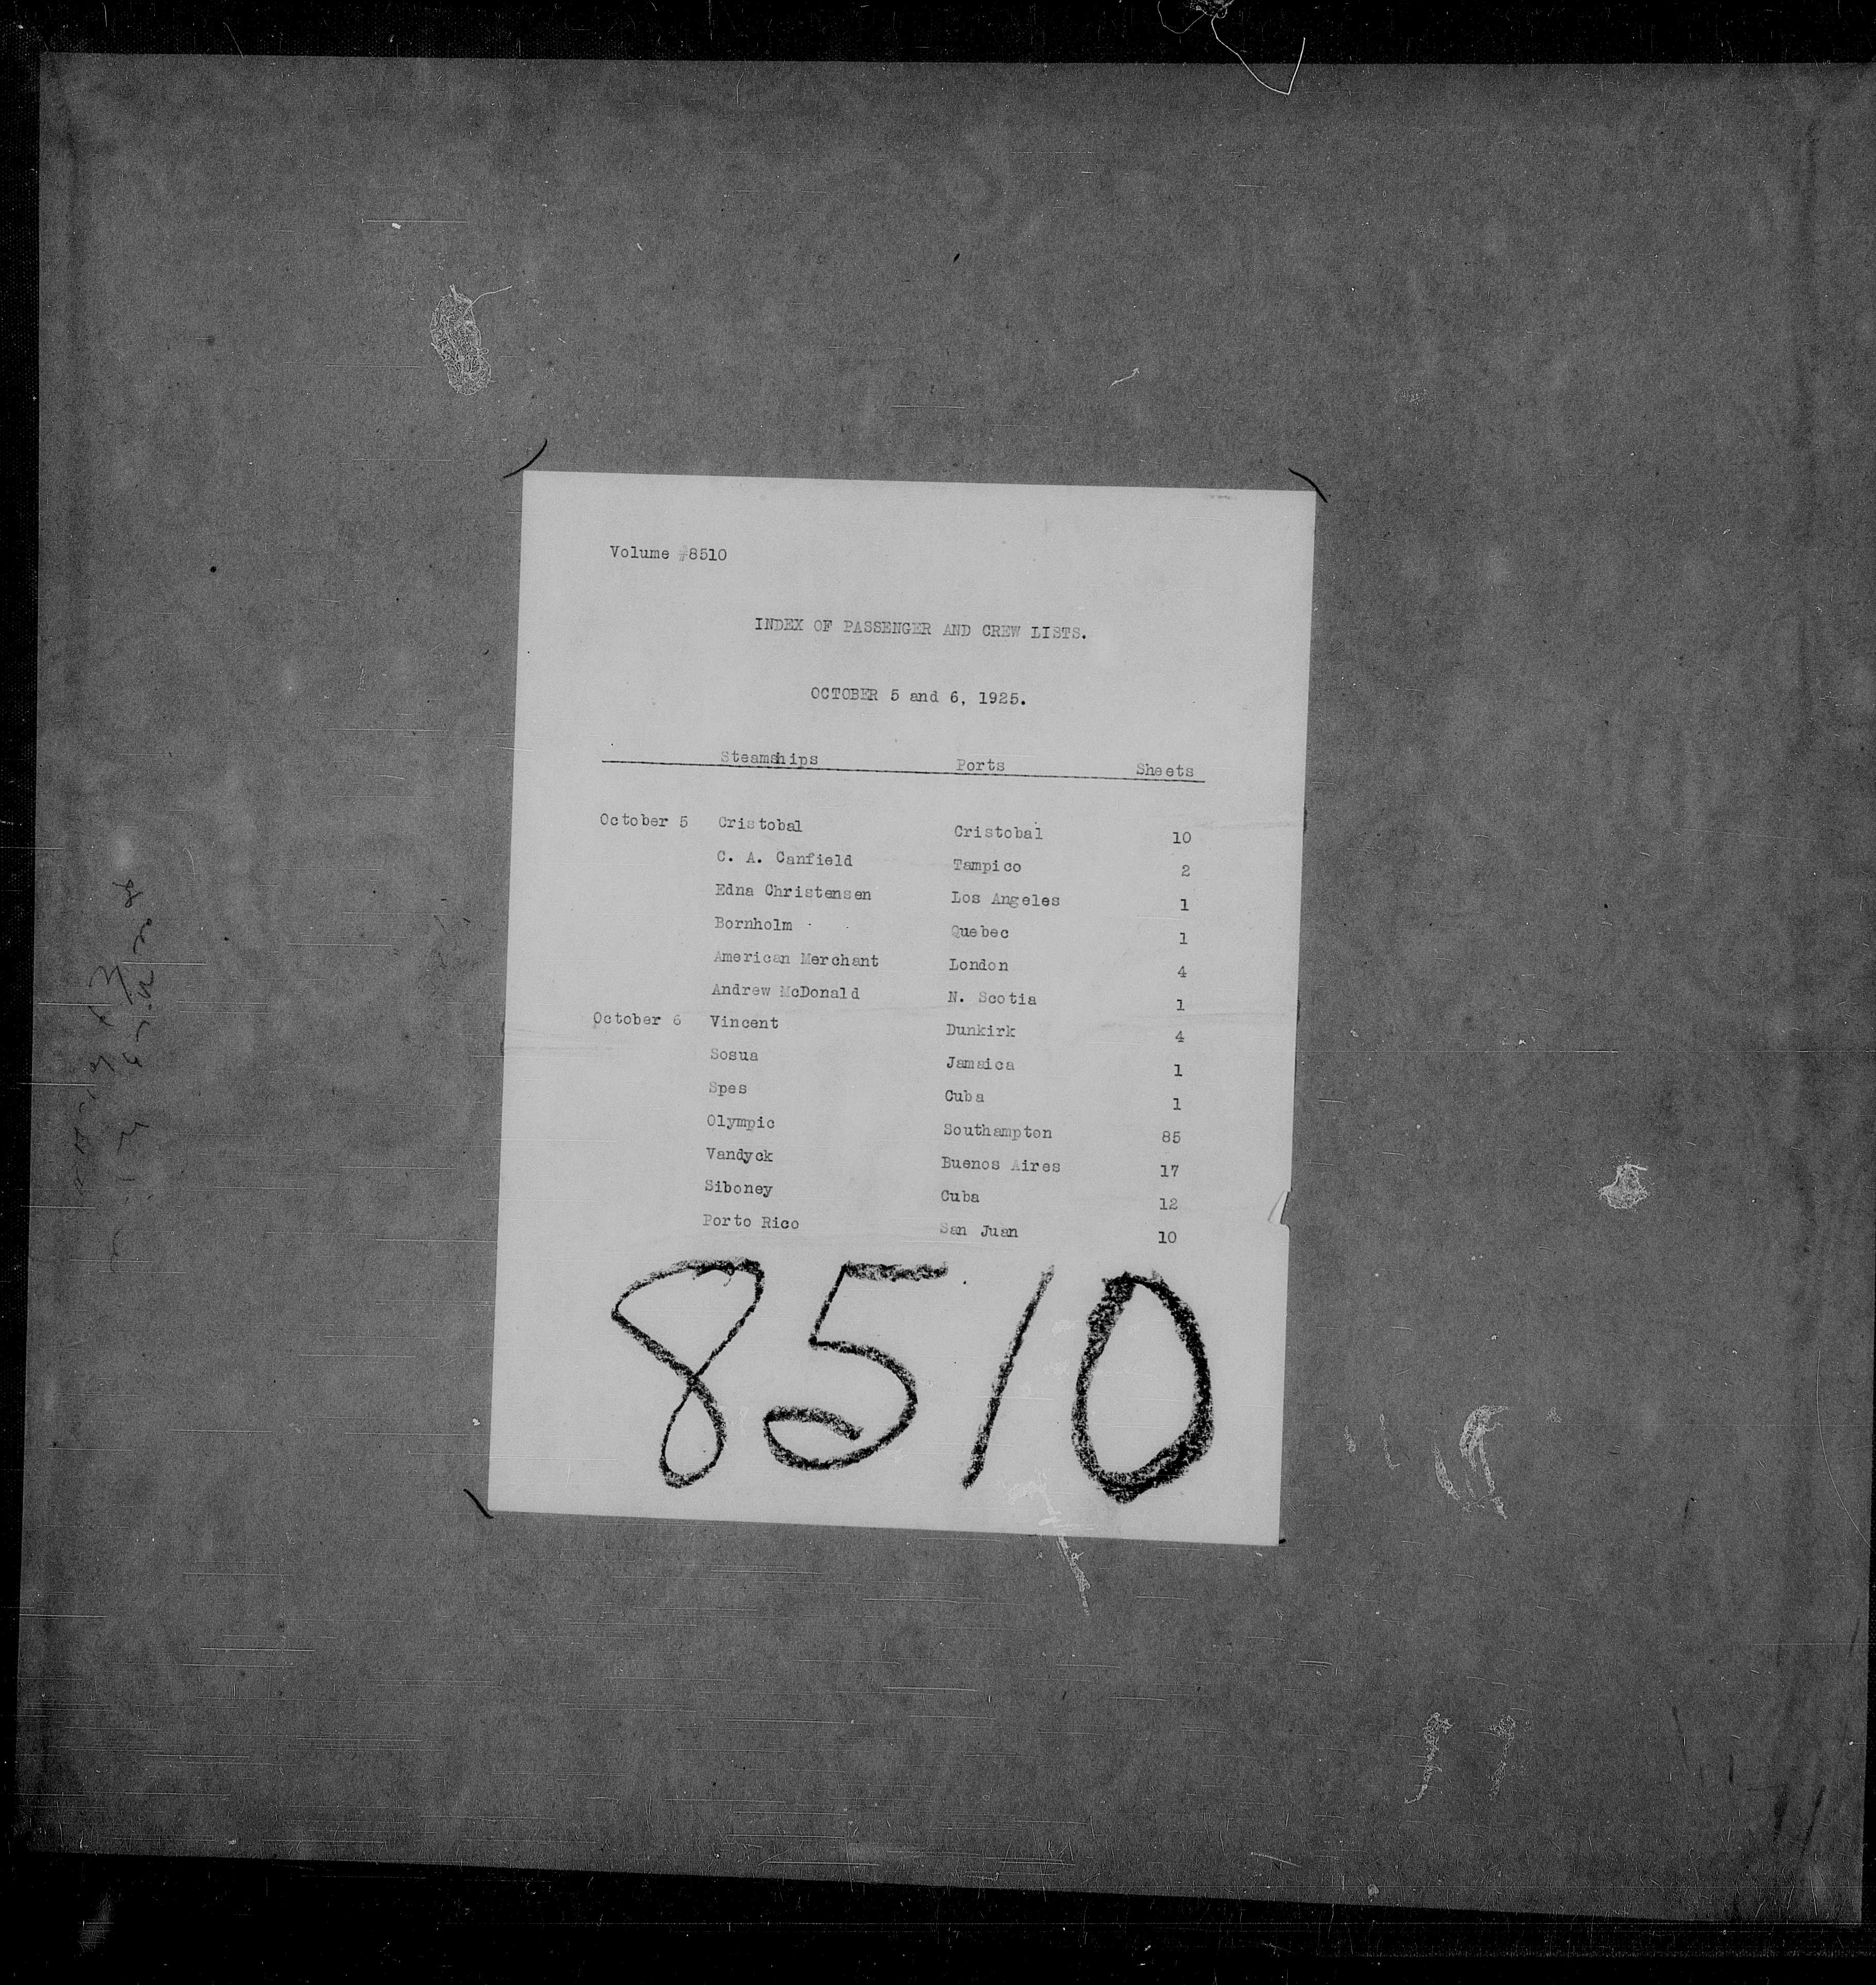 Volume #8510
INDEX OF PASSENGER AND CREW LISTS.
OCTOBER 5 and 6, 1925.
Steamships Ports Sheets
October 5 Cristobal Cristobal 10
C. A. Canfield Tampico 2
Edna Christensen Los Angeles 1
Bornholm Quebec 1
American Merchant London 4
Andrew McDonald N. Scotia 1
October 6 Vincent Dunkirk 4
Sosua Jamaica 1
Spes Cuba 1
Olympic Southampton 85
Vandyck Buenos Aires 17
Siboney Cuba 12
Porto Rico San Juan 10
8510